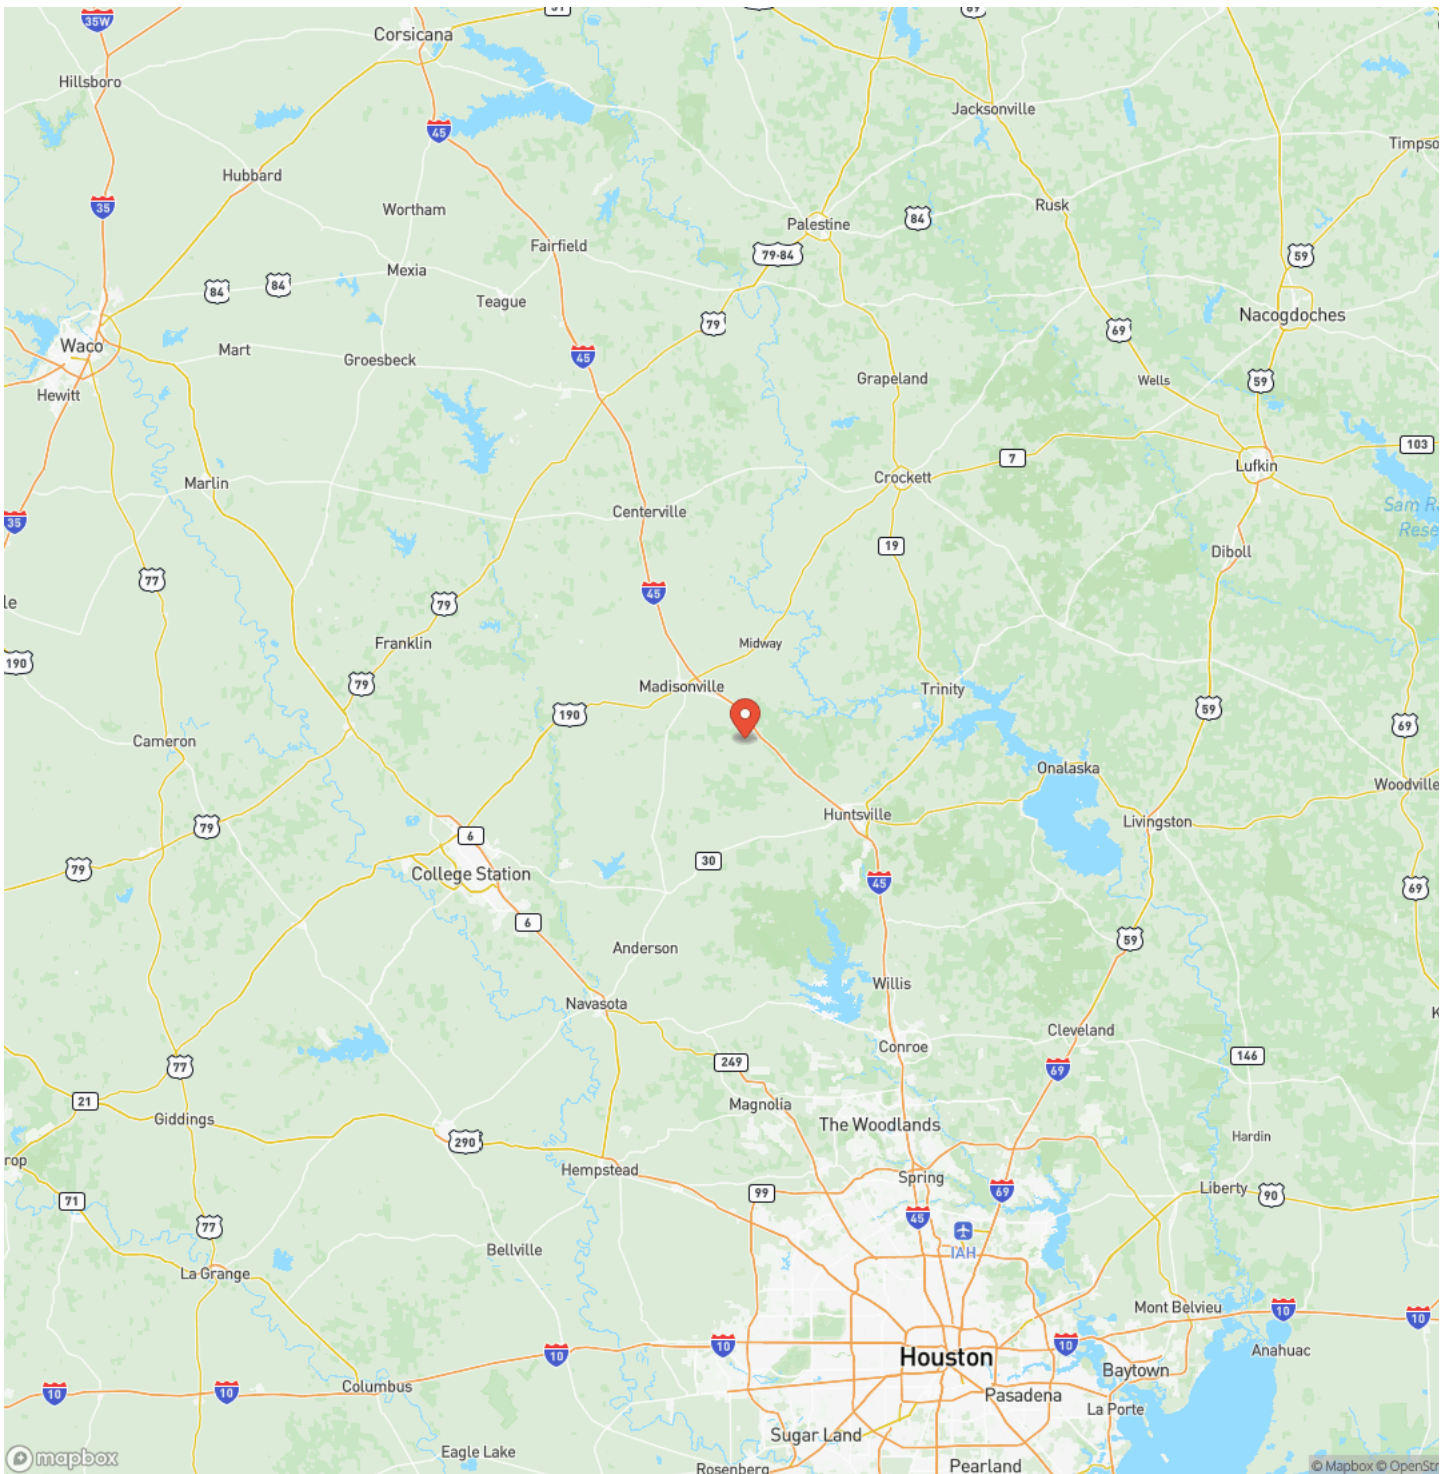 35W
Corsicana
31
69
Hillsboro
Jacksonville
45
Timpso
Hubbard
35
Wortham
Rusk
Palestine
84
Fairfield
79-84
59
Mexia
84
84
Teague
Nacogdoches
79
69
Waco
Mart
Groesbeck
45
Grapeland
Wells
59
Hewitt
103
7
Lufkin
Crockett
Marlin
Sam R
Rese
Centerville
35
19
Diboll
77
45
le
79
Franklin
Midway
190
79
Madisonville
Trinity
190
59
69
Cameron
Onalaska
Woodville
Huntsville
Livingston
79
6
30
79
College Station
45
69
6
59
Anderson
Willis
Navasota
K
Cleveland
Conroe
249
146
77
69
21
Magnolia
Giddings
The Woodlands
Hardin
290
rop
Hempstead
Spring
Liberty
99
69
90
71
45
77
IAH
Bellville
La Grange
Mont Belvieu
10
10
10
10
10
Anahuac
Houston
Baytown
10
10
Columbus
Pasadena
La Porte
Sugar Land
Eagle Lake
mapbox
Rosenberg
Pearland
© Mapbox © OpenStr